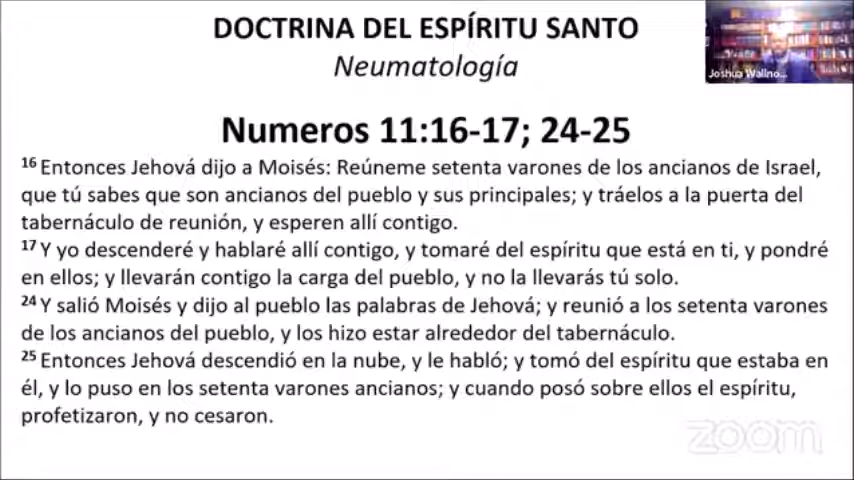 DOCTRINA DEL ESPÍRITU SANTO
Neumatología
Joshua Wallno...
Numeros 11:16-17; 24-25
16 Entonces Jehová dijo a Moisés: Reúneme setenta varones de los ancianos de Israel,
que tú sabes que son ancianos del pueblo y sus principales; y tráelos a la puerta del
tabernáculo de reunión, y esperen allí contigo.
17 Y yo descenderé y hablaré allí contigo, y tomaré del espíritu que está en ti, y pondré
en ellos; y llevarán contigo la carga del pueblo, y no la llevarás tú solo.
24 Y salió Moisés y dijo al pueblo las palabras de Jehová; y reunió a los setenta varones
de los ancianos del pueblo, y los hizo estar alrededor del tabernáculo.
25 Entonces Jehová descendió en la nube, y le habló; y tomó del espíritu que estaba en
él, y lo puso en los setenta varones ancianos; y cuando posó sobre ellos el espíritu,
profetizaron, y no cesaron.
zoom